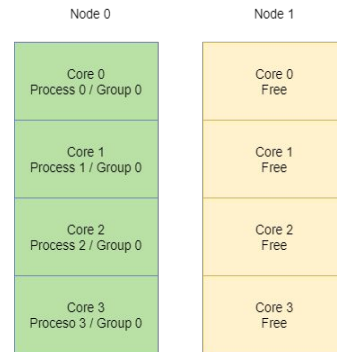 Node 0
Node 1
Core 0
Process 0 / Group 0
Core 0
Free
Core 1
Process 1 / Group 0
Core 1
Free
Core 2
Process 2 / Group 0
Core 2
Free
Core 3
Proceso 3 / Group 0
Core 3
Free